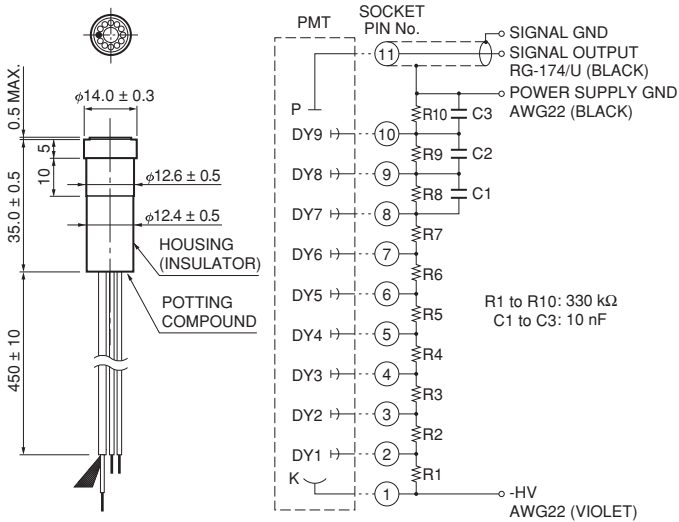 0.5 MAX.
φ14.0 ± 0.3
5
10
35.0 ± 0.5
φ12.6 ± 0.5
φ12.4 ± 0.5
HOUSING
(INSULATOR)
POTTING
COMPOUND
450 ± 10
PMT
SOCKET
PIN No.
11
SIGNAL GND
SIGNAL OUTPUT
RG-174/U (BLACK)
POWER SUPPLY GND
AWG22 (BLACK)
P
R10
C3
DY9
10
R9
C2
DY8
9
R8
C1
DY7
8
R7
DY6
7
R6
DY5
6
R5
DY4
5
R4
DY3
4
R3
DY2
3
R2
DY1
2
R1
K
1
-HV
AWG22 (VIOLET)
R1 to R10: 330 kΩ
C1 to C3: 10 nF